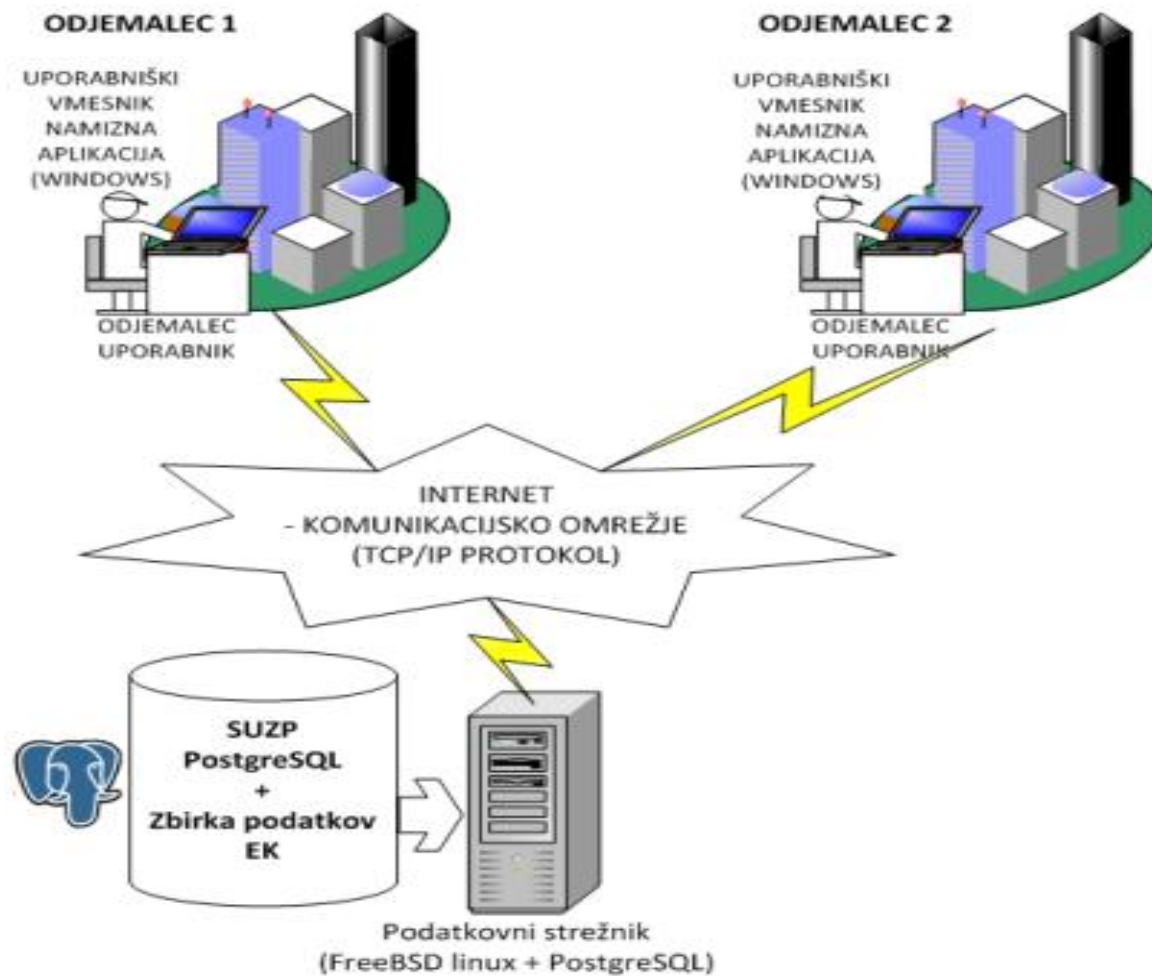 ODJEMALEC 1
UPORABNIŠKI
VMESNIK
NAMIZNA
APLIKACIJA
(WINDOWS)
ODJEMALEC
UPORABNIK
ODJEMALEC 2
UPORABNIŠKI
VMESNIK
NAMIZNA
APLIKACIJA
(WINDOWS)
ODJEMALEC
UPORABNIK
INTERNET
- KOMUNIKACIJSKO OMREŽJE
(TCP/IP PROTOKOL)
SUZP
PostgreSQL
+
Zbirka podatkov
EK
Podatkovni strežnik
(FreeBSD linux + PostgreSQL)